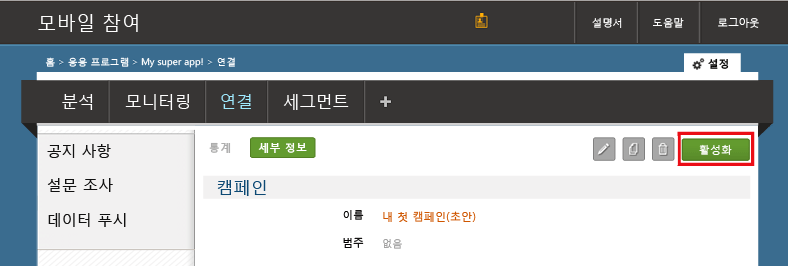 모바일 참여
설명서 도움말 로그아웃
홈 > 응용 프로그램 > My super app! > 연결
설정
분석 모니터링 연결 세그먼트 +
공지 사항
설문 조사
데이터 푸시
통계 세부 정보 활성화
캠페인
이름 내 첫 캠페인(초안)
범주 없음